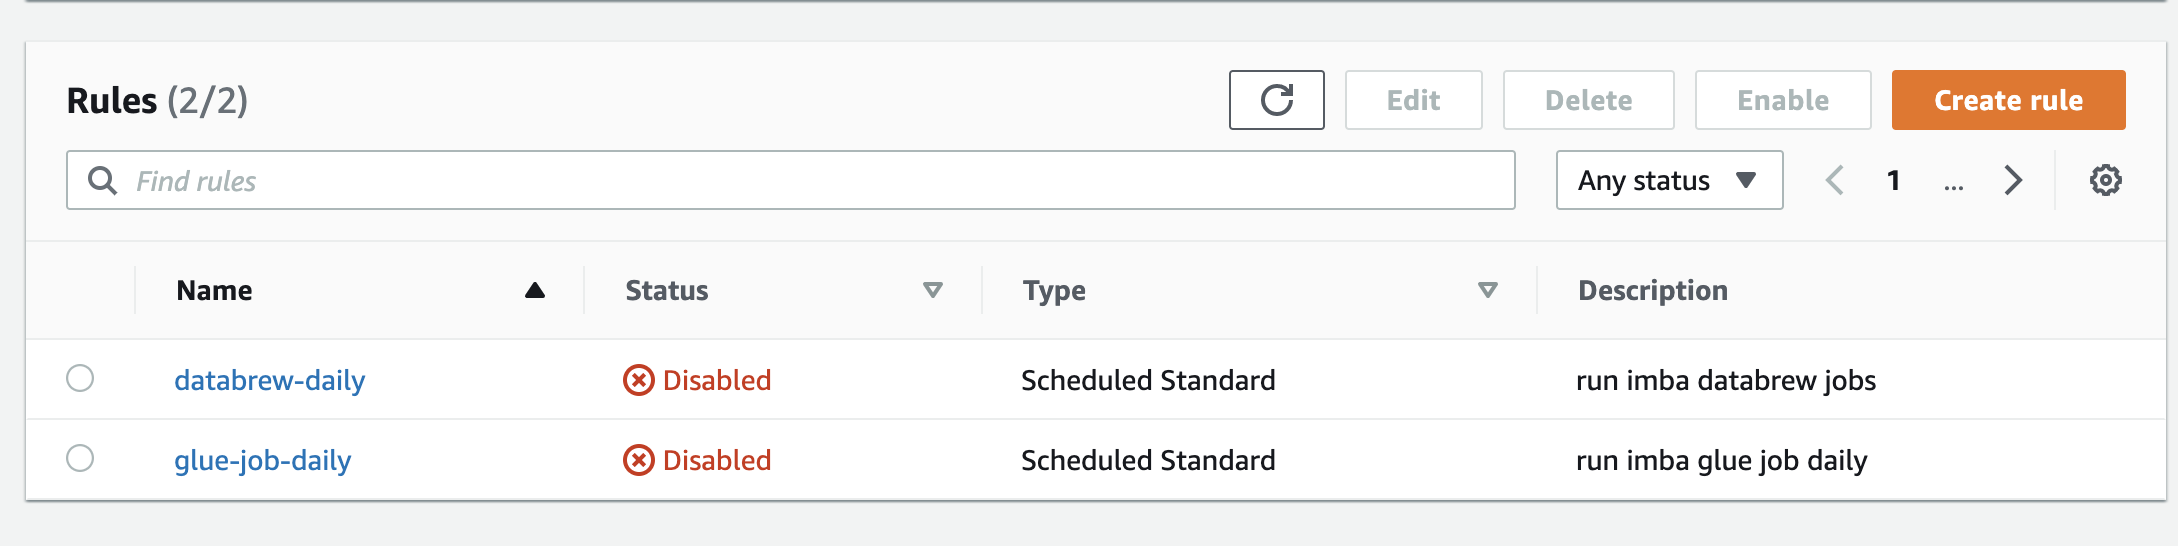 Rules (2/2)
Edit
Delete
Enable
Create rule
Find rules
Any status
1
...
Name
Status
Type
Description
databrew-daily
Disabled
Scheduled Standard
run imba databrew jobs
glue-job-daily
Disabled
Scheduled Standard
run imba glue job daily